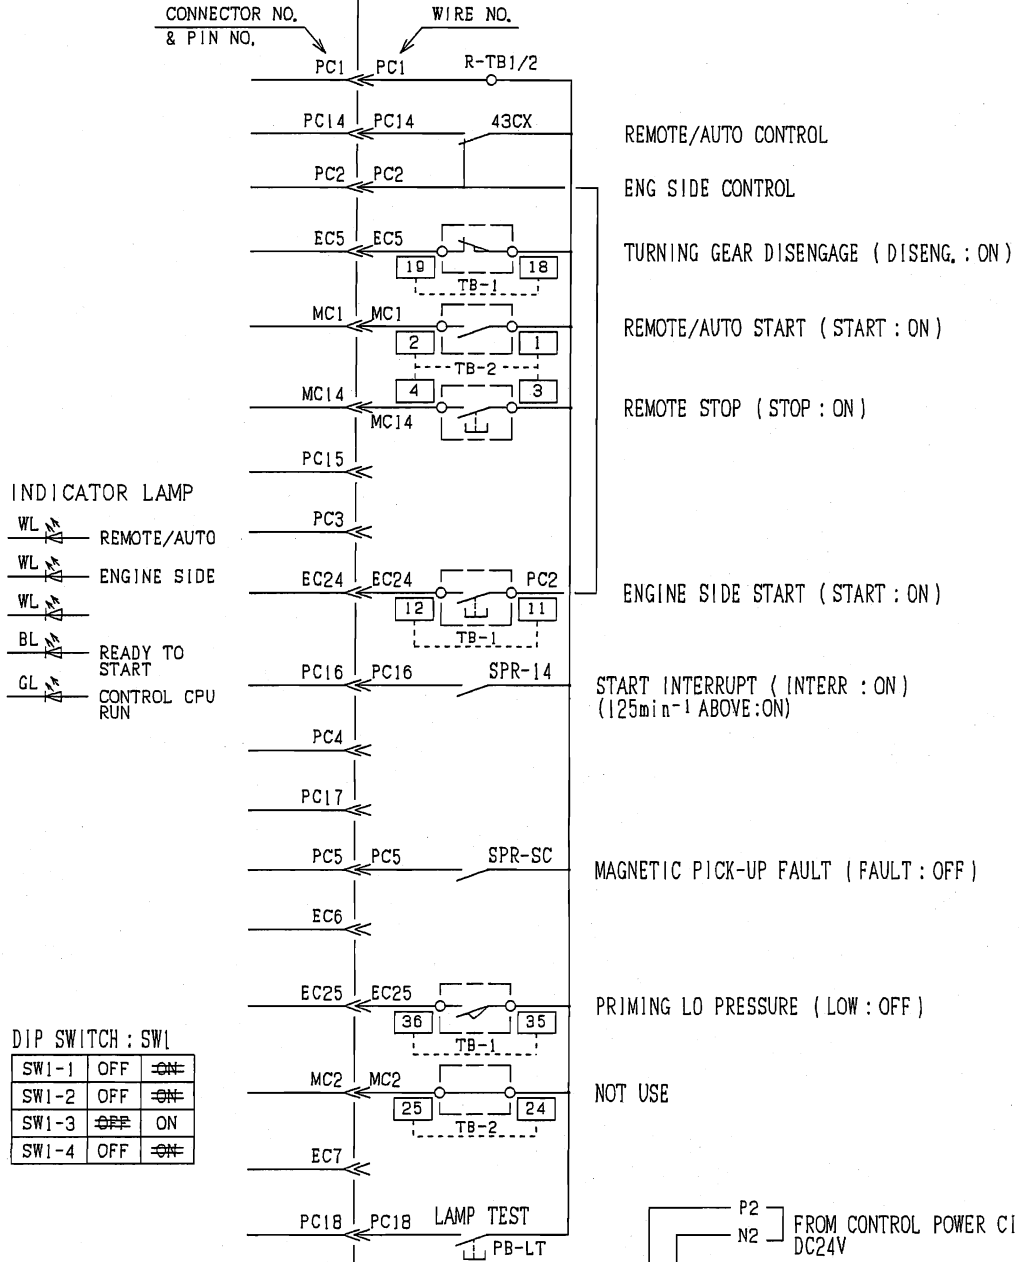 CONNECTOR NO.
& PIN NO.
WIRE NO.
PC1 PC1 R-TB1/2
PC14 PC14 43CX REMOTE/AUTO CONTROL
PC2 PC2 ENG SIDE CONTROL
EC5 EC5 TURNING GEAR DISENGAGE (DISENG. : ON)
19 18
TB-1
MC1 MC1 REMOTE/AUTO START (START : ON)
2 1
TB-2
4 3
MC14 REMOTE STOP (STOP : ON)
MC14
PC15
INDICATOR LAMP
WL REMOTE/AUTO
WL ENGINE SIDE
WL
BL READY TO
START
GL CONTROL CPU
RUN
PC3
EC24 EC24 PC2 ENGINE SIDE START (START : ON)
12 11
TB-1
PC16 PC16 SPR-14 START INTERRUPT (INTERR : ON)
(125min-1 ABOVE:ON)
PC4
PC17
PC5 PC5 SPR-SC MAGNETIC PICK-UP FAULT (FAULT : OFF)
EC6
EC25 EC25 PRIMING LO PRESSURE (LOW : OFF)
36 35
TB-1
DIP SWITCH : SW1
SW1-1 OFF ON
SW1-2 OFF ON
SW1-3 OFF ON
SW1-4 OFF ON
MC2 MC2 NOT USE
25 24
TB-2
EC7
PC18 PC18 LAMP TEST
PB-LT
P2
N2
FROM CONTROL POWER CI
DC24V